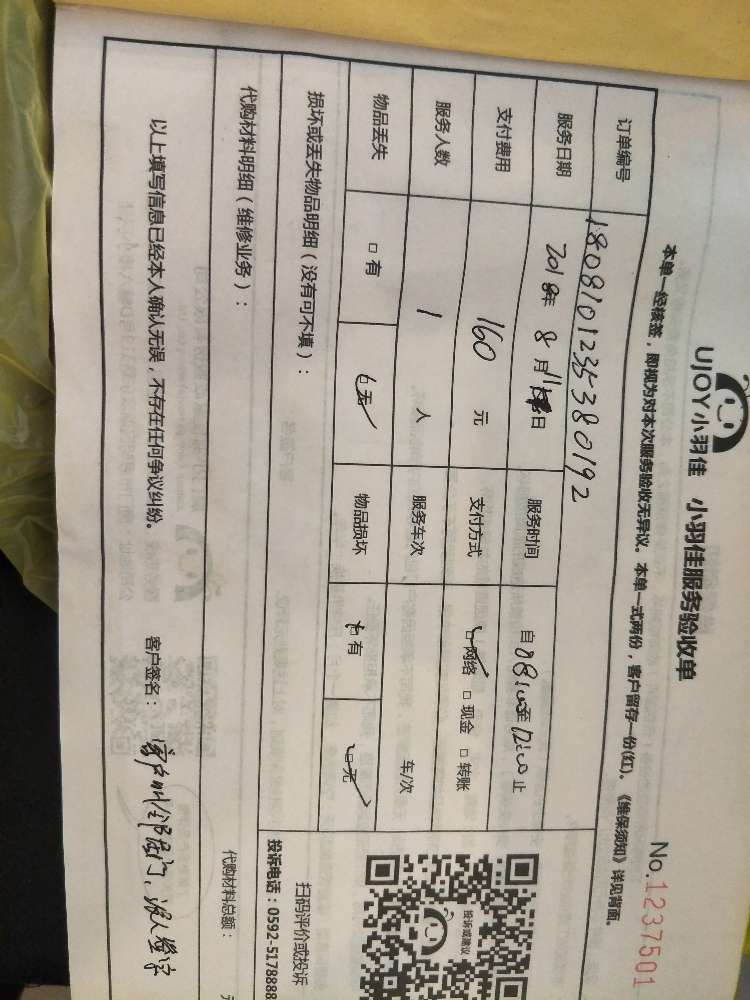 UJOY小羽佳 小羽佳服务验收单
No.1237501
本单一经核签，即视为对本次服务验收无异议。本单一式两份，客户留存一份(红)。《维保须知》详见背面。
订单编号 1808101235380192
服务日期 2018年 8月11日 服务时间 自08:00至12:00止
支付费用 160 元 支付方式 网络 □现金 □转账
服务人数 1 人 服务车次 车/次
物品丢失 □有 □无 物品损坏 □有 □无
损坏或丢失物品明细（没有可不填）：
投诉或建议
扫码评价或投诉
投诉电话：0592-5178888
代购材料明细（维修业务）：
代购材料总额：
以上填写信息已经本人确认无误，不存在任何争议纠纷。 客户签名：